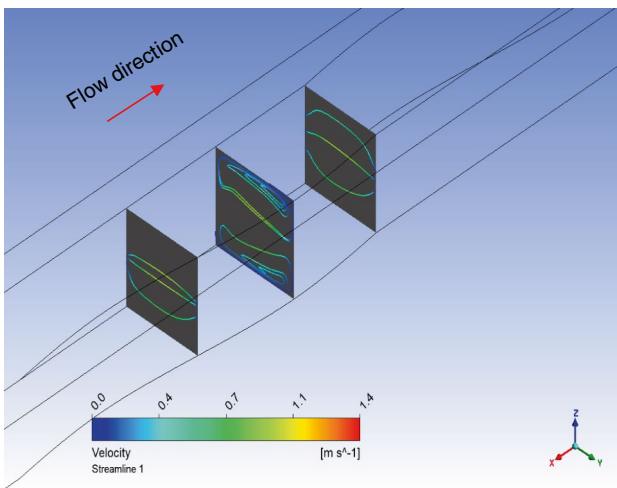 Flow direction
0.0 0.4 0.7 1.1 1.4
Velocity [m s^-1]
Streamline 1
Z
X Y